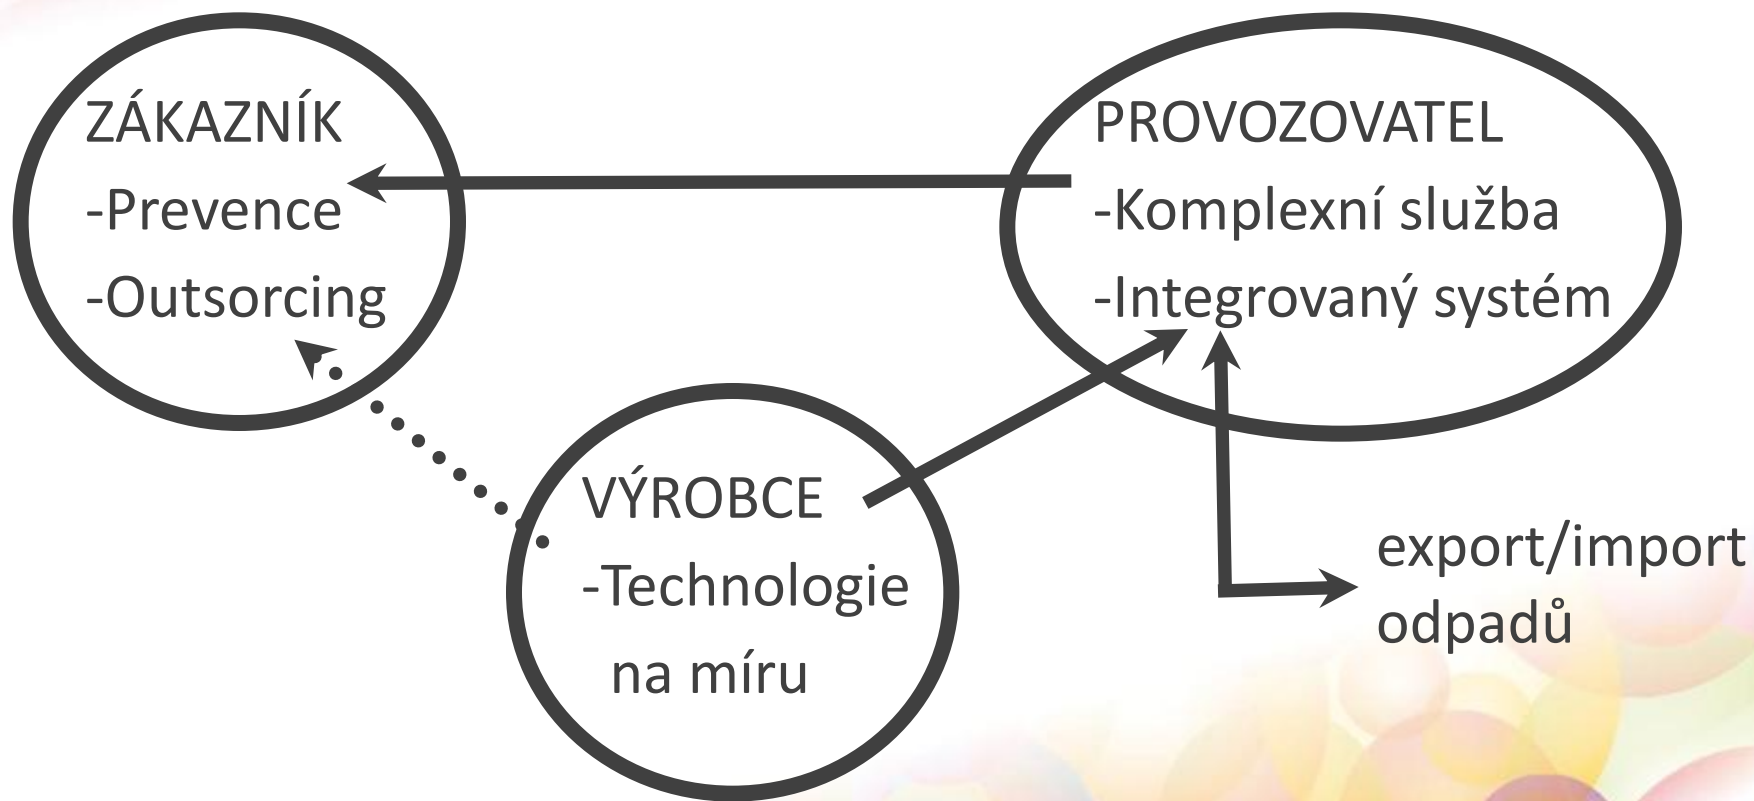 ZÁKAZNÍK
-Prevence
-Outsorcing
PROVOZOVATEL
-Komplexní služba
-Integrovaný systém
VÝROBCE
-Technologie
na míru
export/import
odpadů